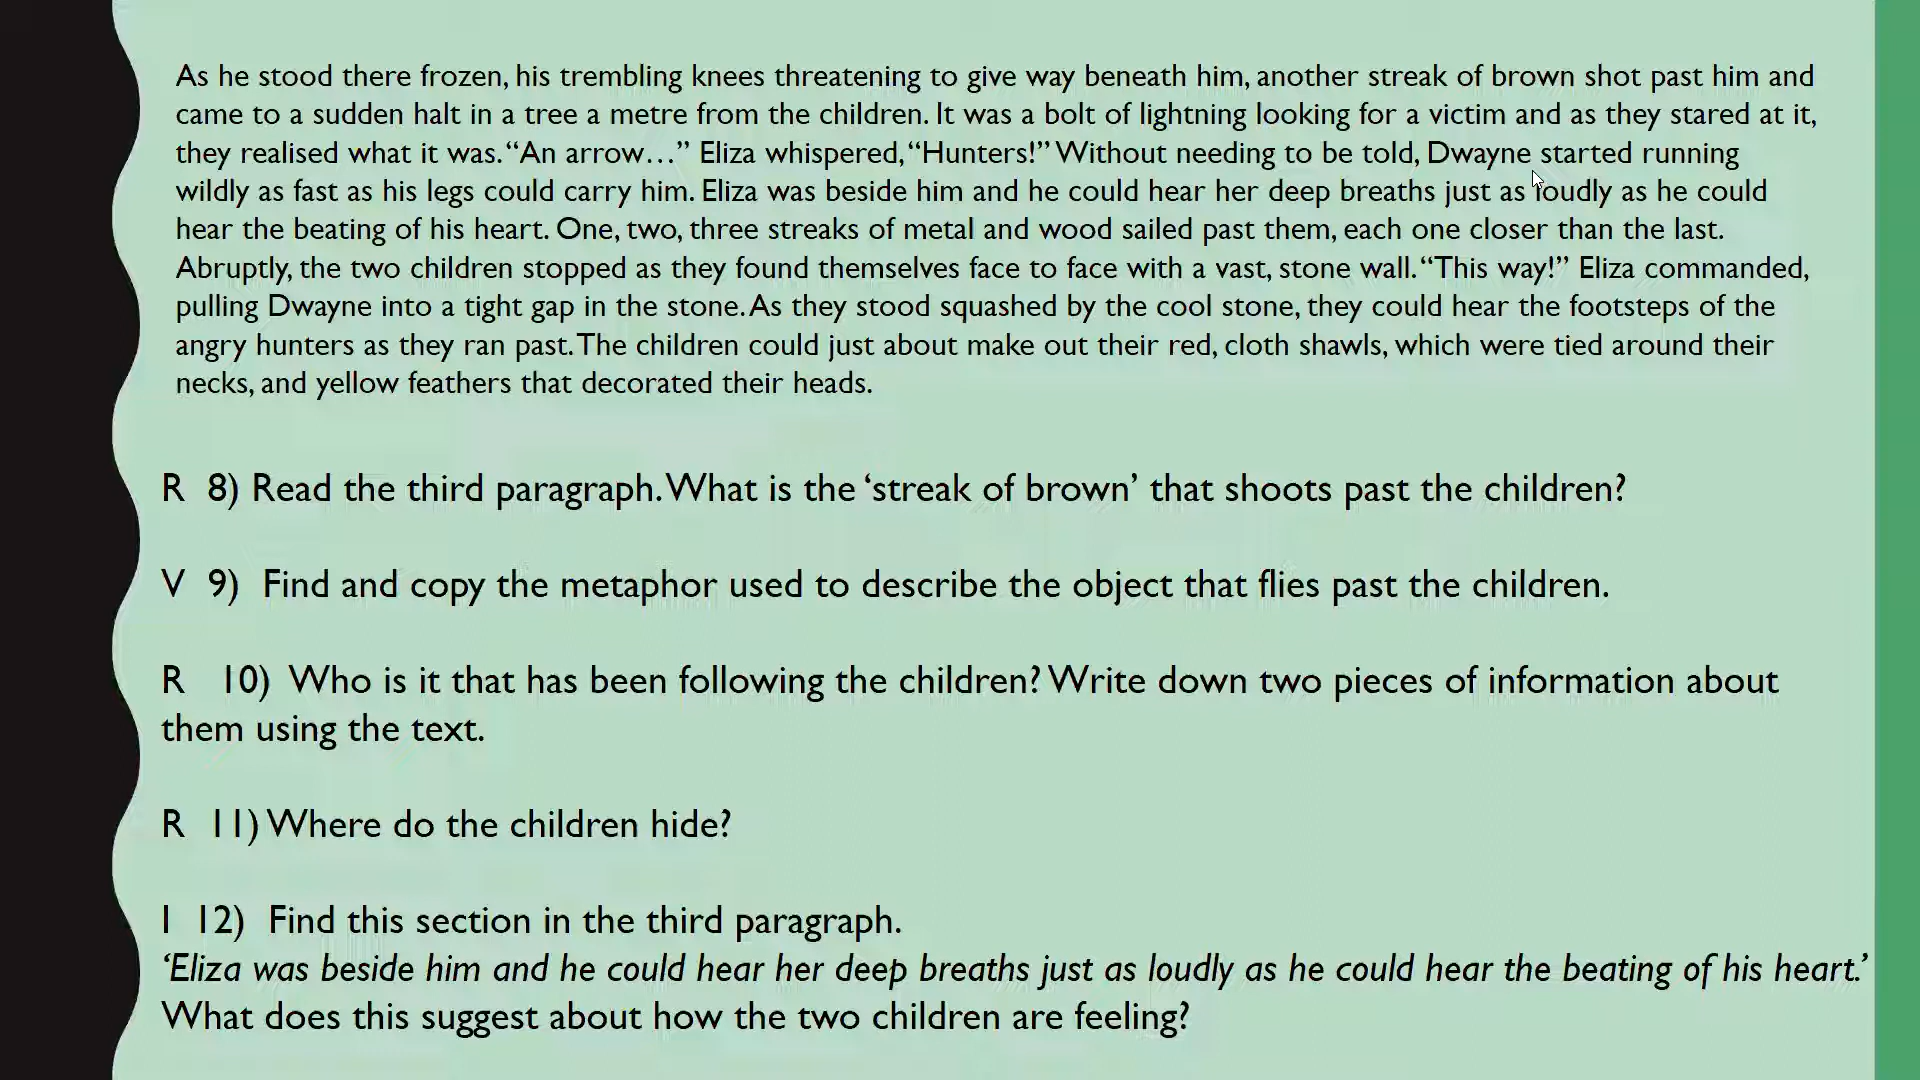 As he stood there frozen, his trembling knees threatening to give way beneath him, another streak of brown shot past him and
came to a sudden halt in a tree a metre from the children. It was a bolt of lightning looking for a victim and as they stared at it,
they realised what it was. “An arrow…” Eliza whispered, “Hunters!” Without needing to be told, Dwayne started running
wildly as fast as his legs could carry him. Eliza was beside him and he could hear her deep breaths just as loudly as he could
hear the beating of his heart. One, two, three streaks of metal and wood sailed past them, each one closer than the last.
Abruptly, the two children stopped as they found themselves face to face with a vast, stone wall. “This way!” Eliza commanded,
pulling Dwayne into a tight gap in the stone. As they stood squashed by the cool stone, they could hear the footsteps of the
angry hunters as they ran past. The children could just about make out their red, cloth shawls, which were tied around their
necks, and yellow feathers that decorated their heads.
R 8) Read the third paragraph. What is the ‘streak of brown’ that shoots past the children?
V 9) Find and copy the metaphor used to describe the object that flies past the children.
R 10) Who is it that has been following the children? Write down two pieces of information about
them using the text.
R 11) Where do the children hide?
I 12) Find this section in the third paragraph.
‘Eliza was beside him and he could hear her deep breaths just as loudly as he could hear the beating of his heart.’
What does this suggest about how the two children are feeling?